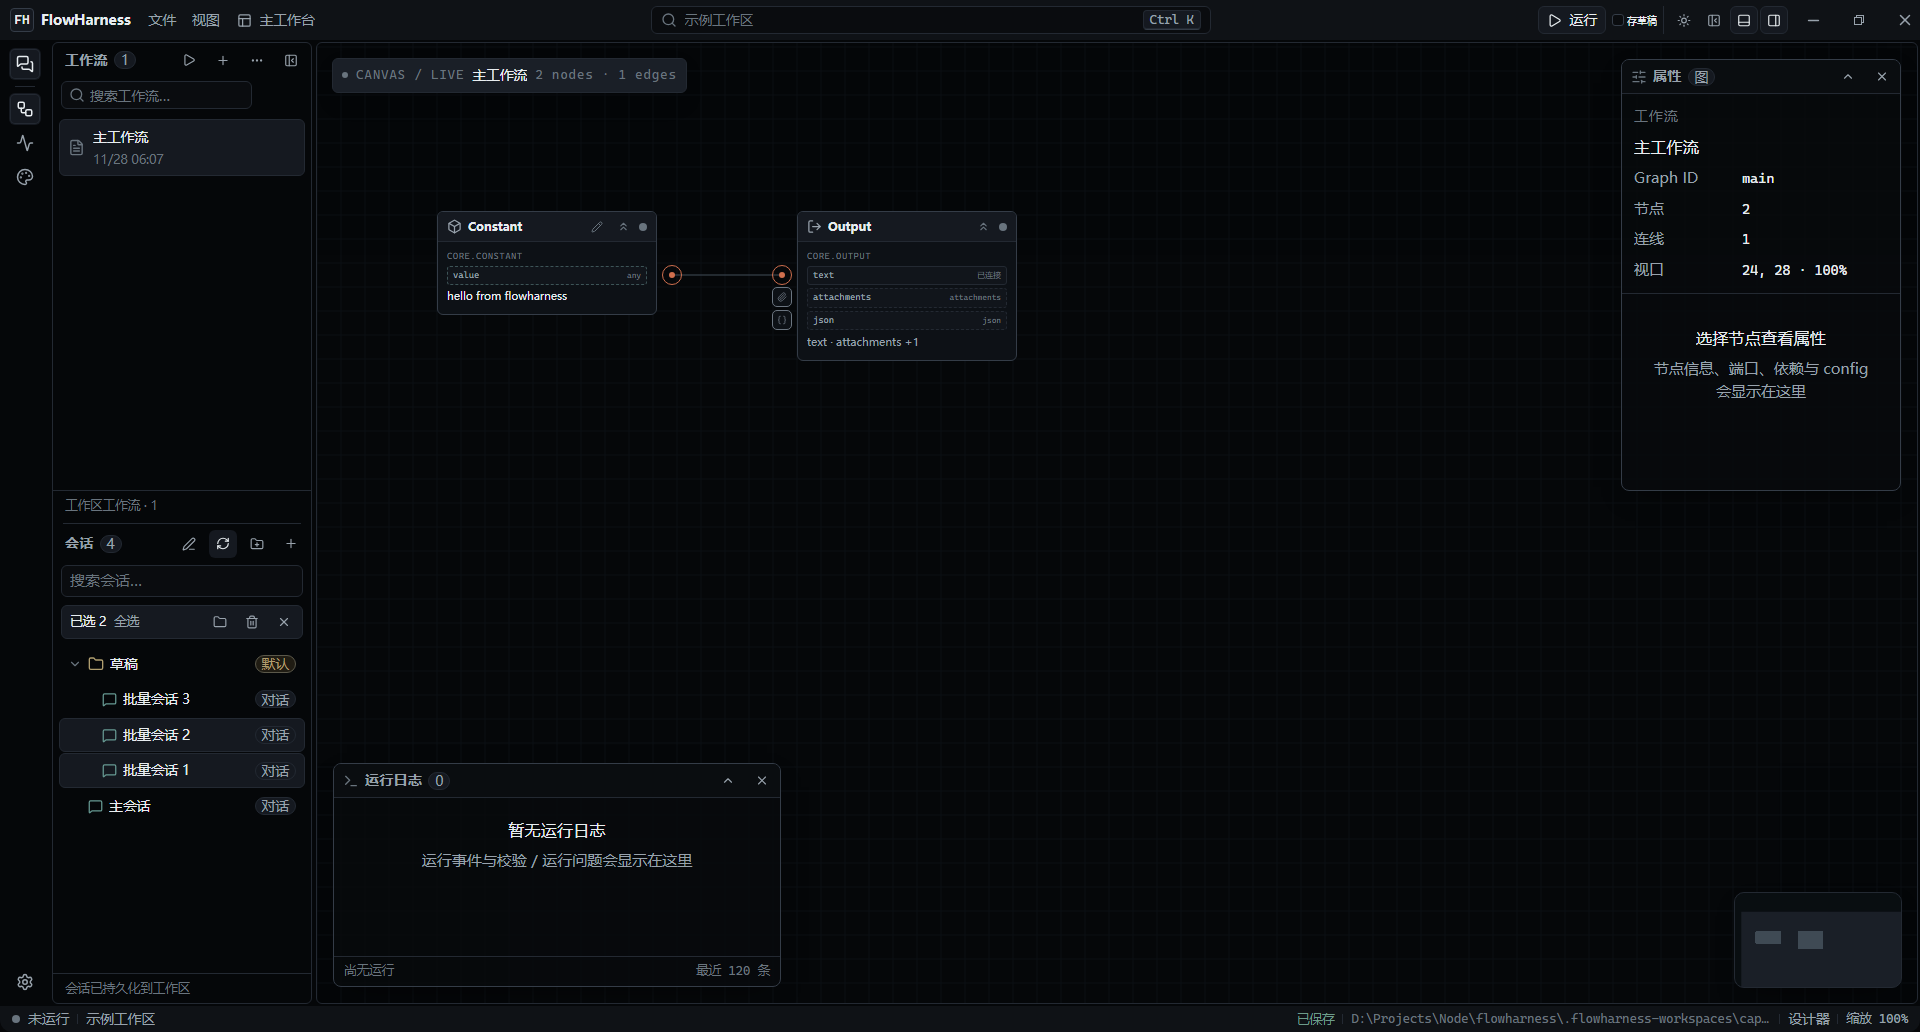 FH FlowHarness 文件 视图 主工作台
示例工作区 Ctrl K
运行 存草稿
工作流 1
搜索工作流...
主工作流
11/28 06:07
工作区工作流 · 1
会话 4
搜索会话...
已选 2 全选
草稿 默认
批量会话 3 对话
批量会话 2 对话
批量会话 1 对话
主会话 对话
会话已持久化到工作区
CANVAS / LIVE 主工作流 2 nodes · 1 edges
Constant
CORE.CONSTANT
value any
hello from flowharness
Output
CORE.OUTPUT
text 已连接
attachments attachments
json json
text · attachments +1
运行日志 0
暂无运行日志
运行事件与校验 / 运行问题会显示在这里
尚无运行 最近 120 条
属性 图
工作流
主工作流
Graph ID main
节点 2
连线 1
视口 24, 28 · 100%
选择节点查看属性
节点信息、端口、依赖与 config
会显示在这里
未运行 示例工作区
已保存 D:\Projects\Node\flowharness\.flowharness-workspaces\cap… 设计器 缩放 100%